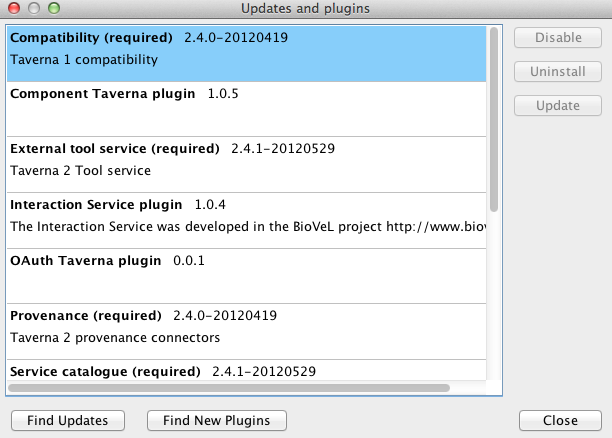 Updates and plugins
Compatibility (required) 2.4.0-20120419
Taverna 1 compatibility
Component Taverna plugin 1.0.5
External tool service (required) 2.4.1-20120529
Taverna 2 Tool service
Interaction Service plugin 1.0.4
The Interaction Service was developed in the BioVeL project http://www.biov
OAuth Taverna plugin 0.0.1
Provenance (required) 2.4.0-20120419
Taverna 2 provenance connectors
Service catalogue (required) 2.4.1-20120529
Disable
Uninstall
Update
Find Updates
Find New Plugins
Close